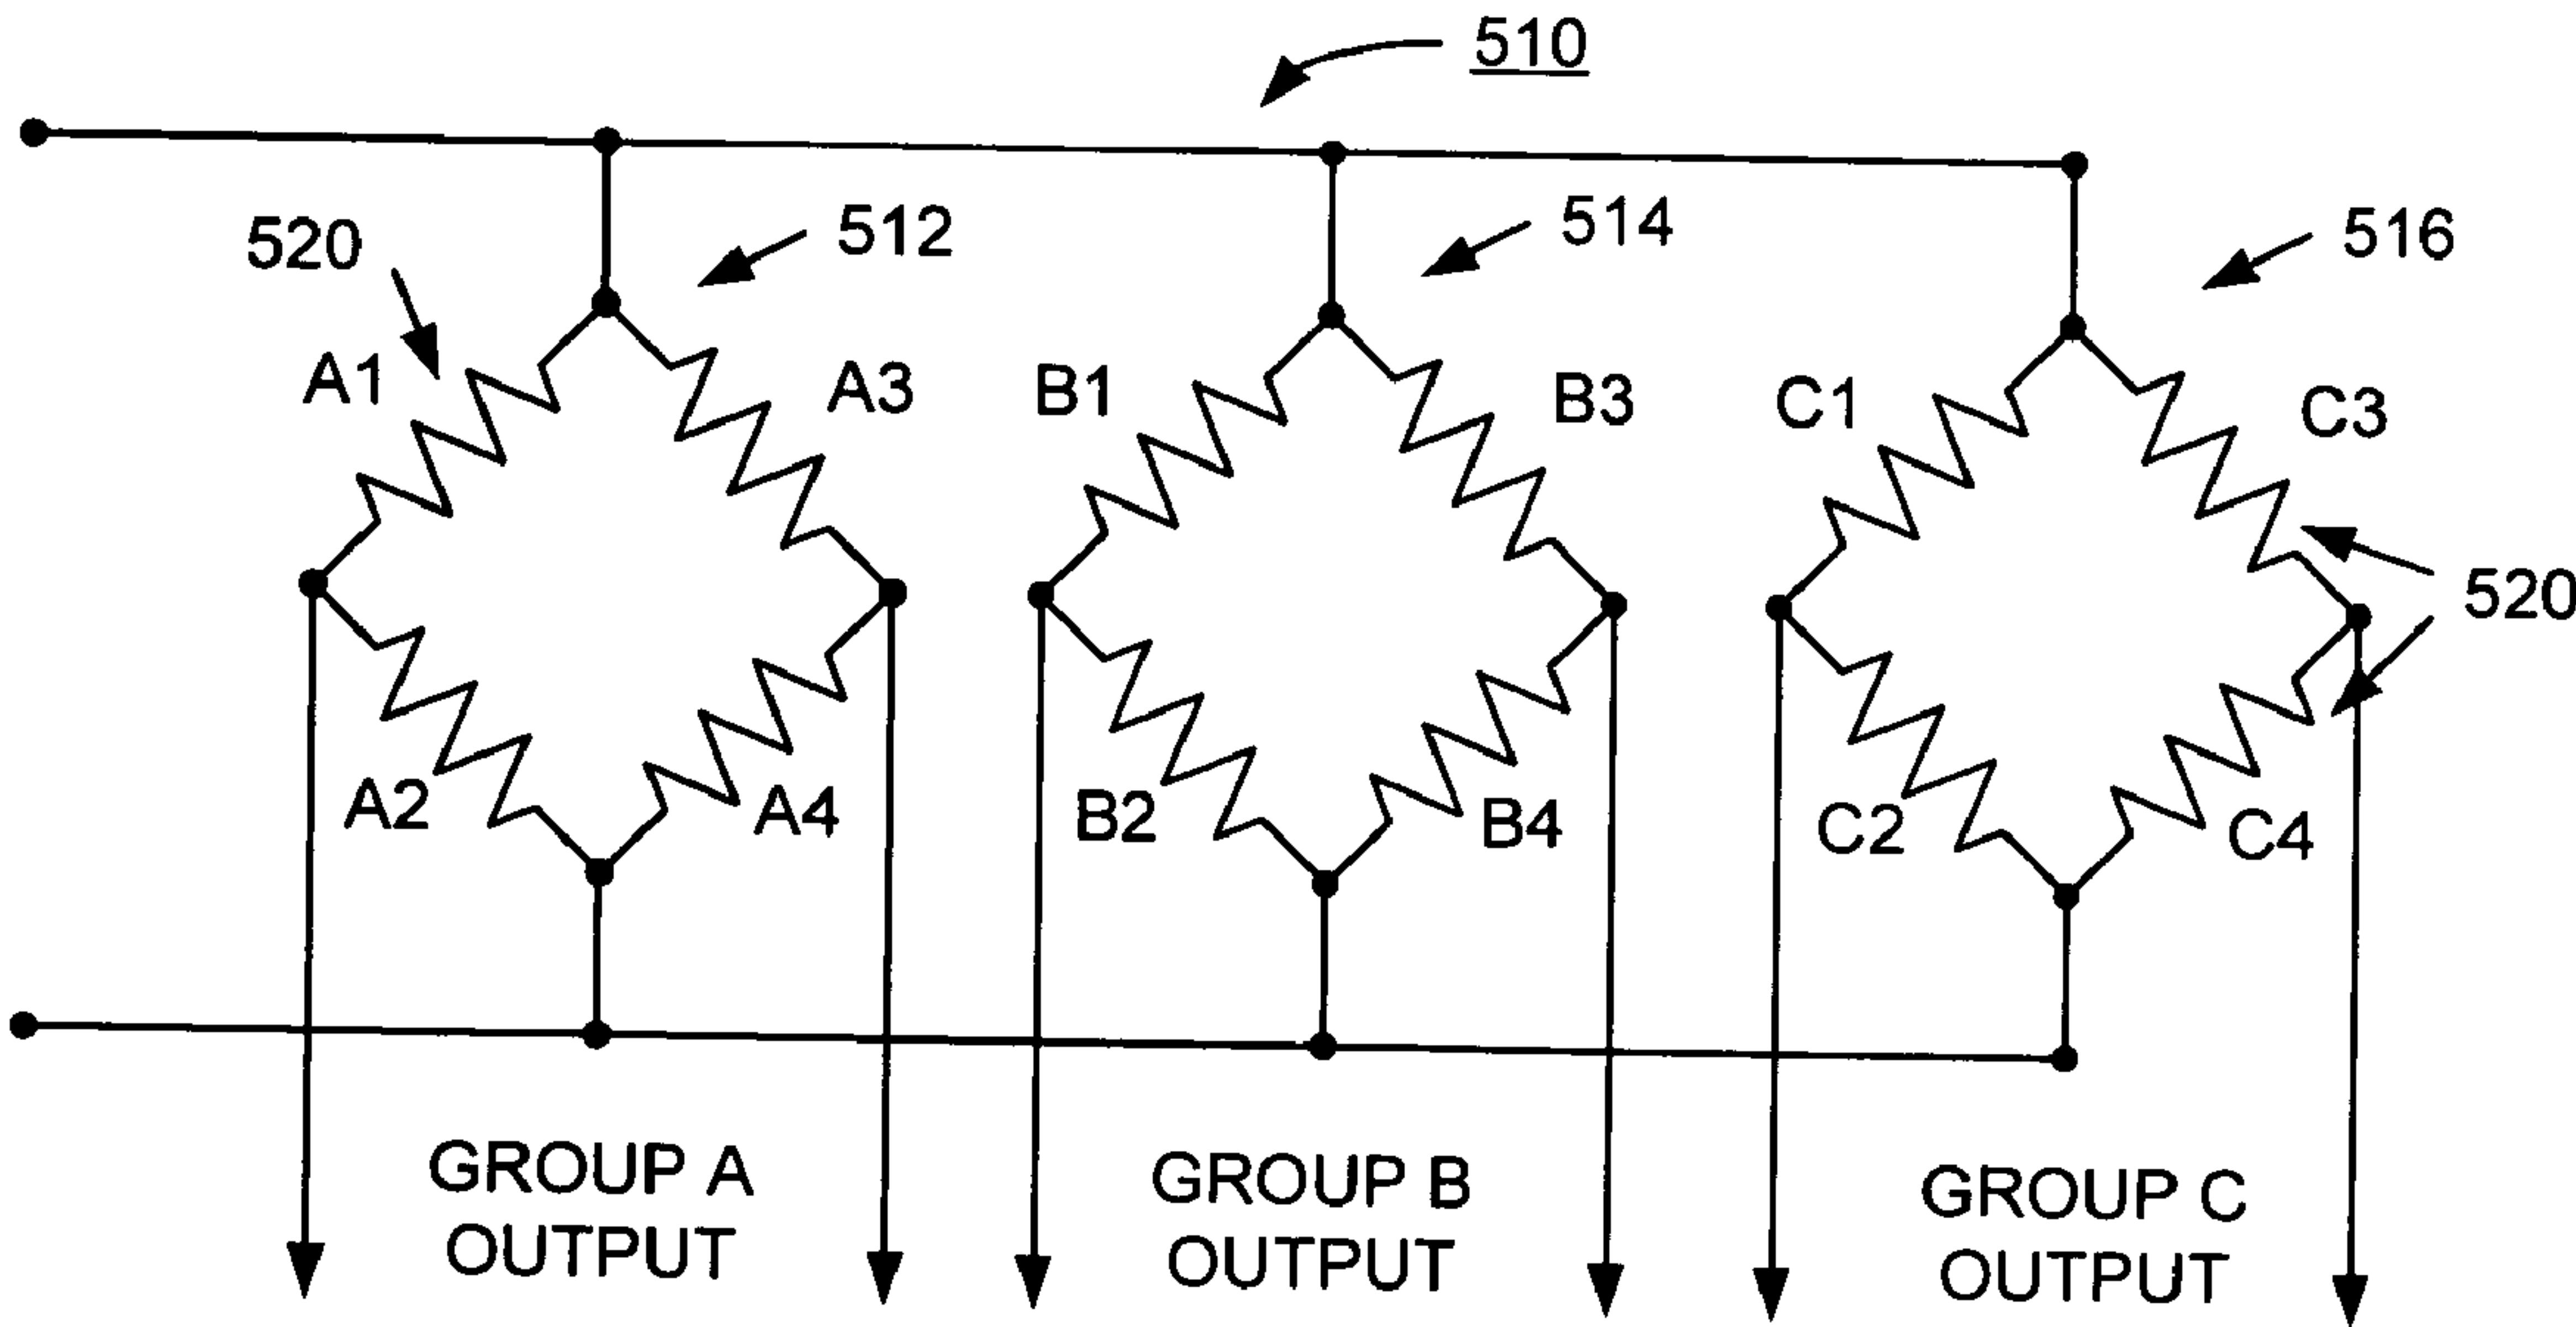 510
520
512
514
516
A1
A3
B1
B3
C1
C3
520
A2
A4
B2
B4
C2
C4
GROUP A
OUTPUT
GROUP B
OUTPUT
GROUP C
OUTPUT